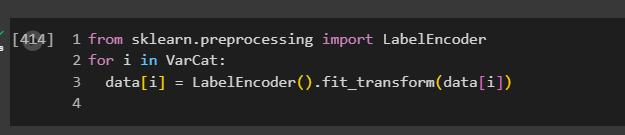 [414] 1 from sklearn.preprocessing import LabelEncoder
2 for i in VarCat:
3   data[i] = LabelEncoder().fit_transform(data[i])
4